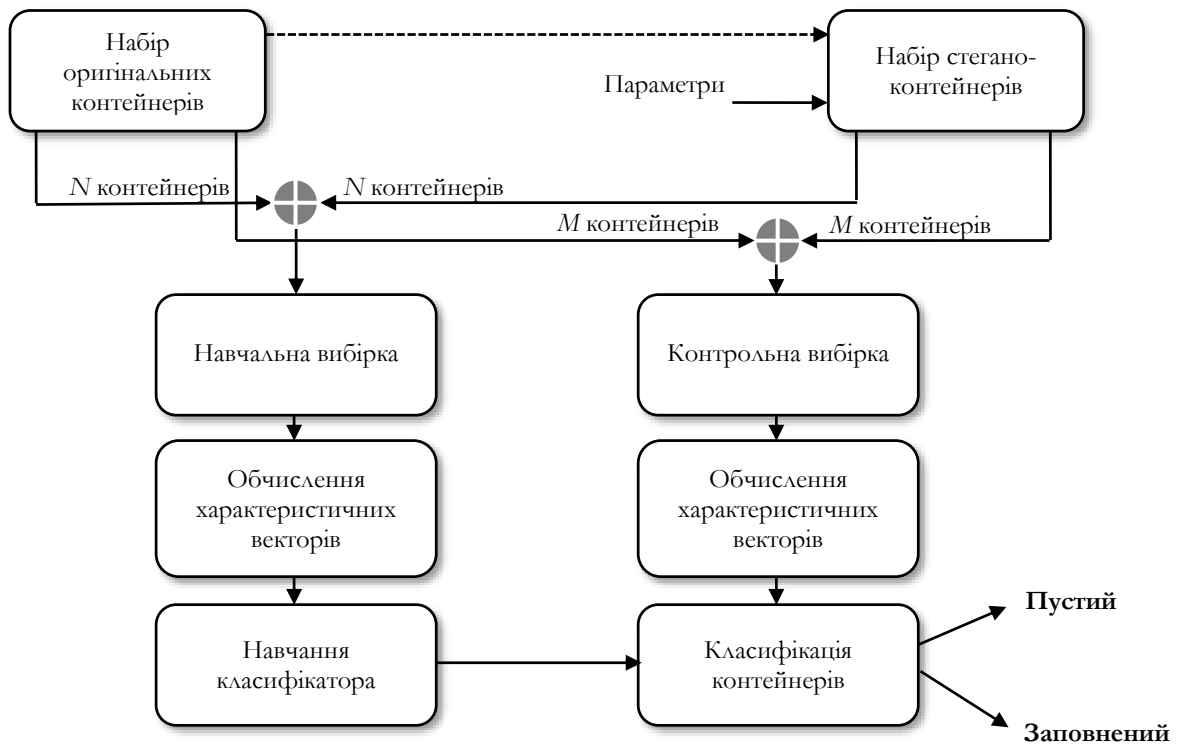 Набір
оригінальних
контейнерів
Набір стегано-
контейнерів
Параметри
N контейнерів
N контейнерів
M контейнерів
M контейнерів
Навчальна вибірка
Контрольна вибірка
Обчислення
характеристичних
векторів
Обчислення
характеристичних
векторів
Навчання
класифікатора
Класифікація
контейнерів
Пустий
Заповнений